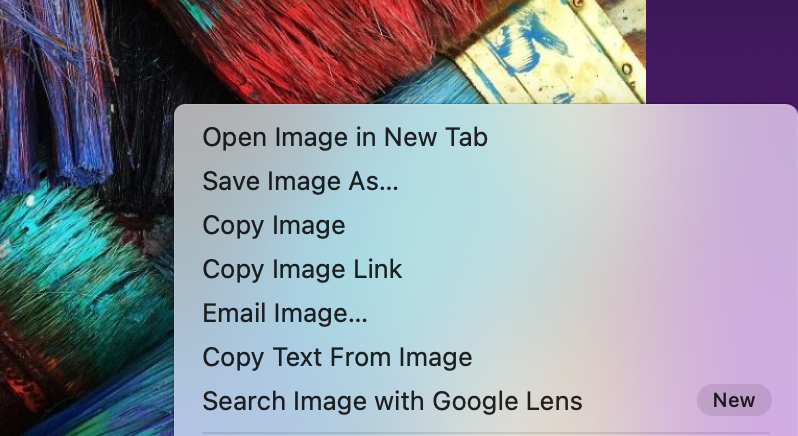 Open Image in New Tab
Save Image As...
Copy Image
Copy Image Link
Email Image...
Copy Text From Image
Search Image with Google Lens New